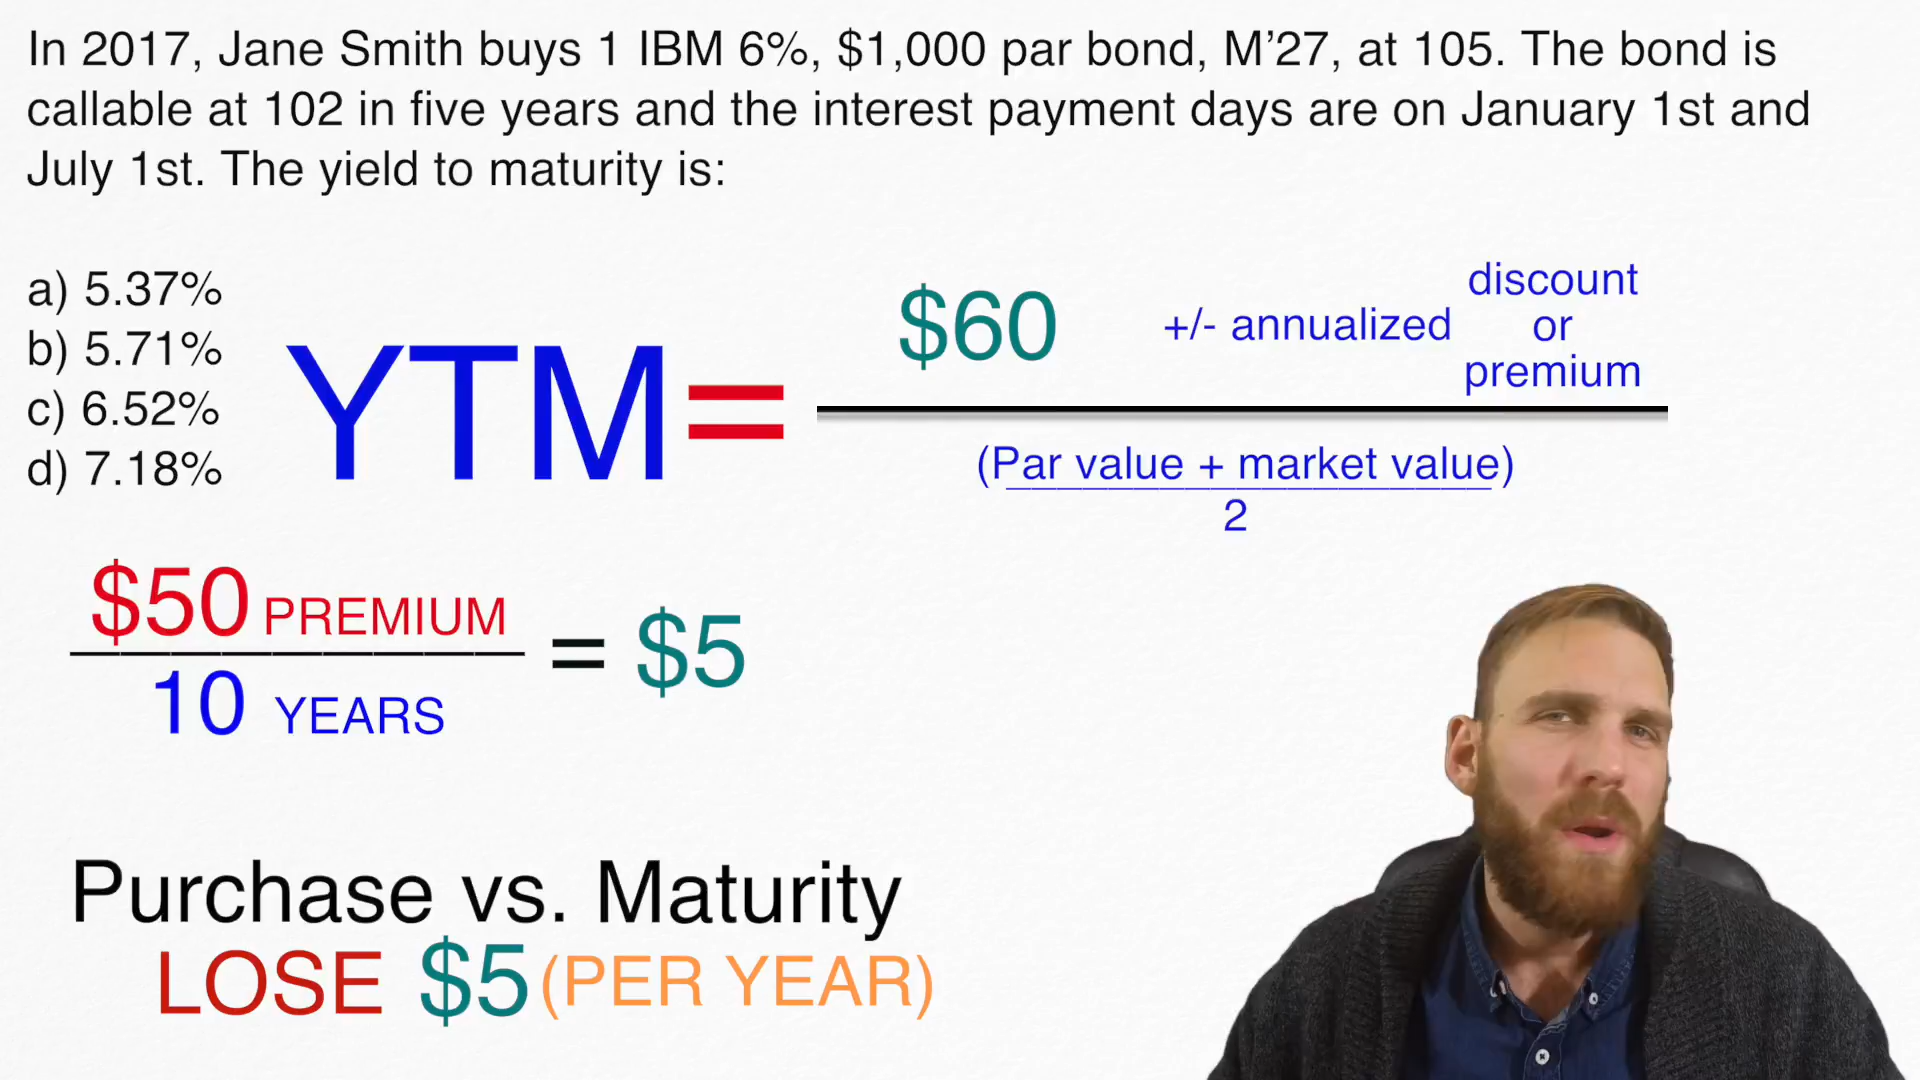 In 2017, Jane Smith buys 1 IBM 6%, $1,000 par bond, M’27, at 105. The bond is
callable at 102 in five years and the interest payment days are on January 1st and
July 1st. The yield to maturity is:
a) 5.37%
b) 5.71%
c) 6.52%
d) 7.18%
YTM=
$60 +/- annualized discount or premium
(Par value + market value)
2
$50 PREMIUM
10 YEARS
= $5
Purchase vs. Maturity
LOSE $5 (PER YEAR)